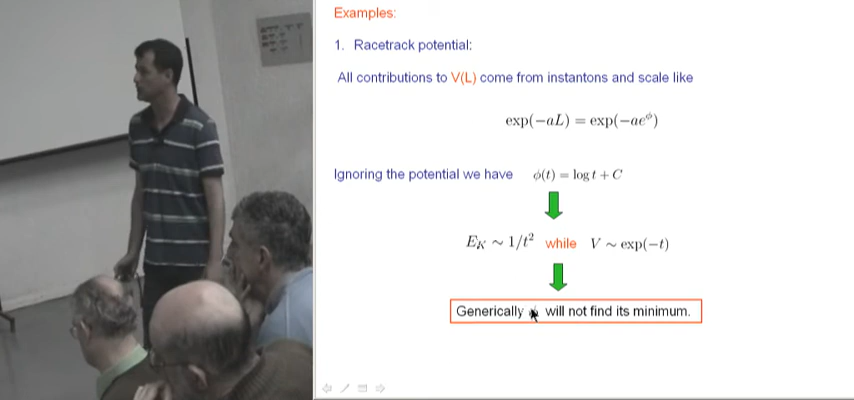 Examples:
1. Racetrack potential:
All contributions to V(L) come from instantons and scale like
exp(−aL) = exp(−ae^ϕ)
Ignoring the potential we have ϕ(t) = log t + C
E_K ∼ 1/t² while V ∼ exp(−t)
Generically ϕ will not find its minimum.